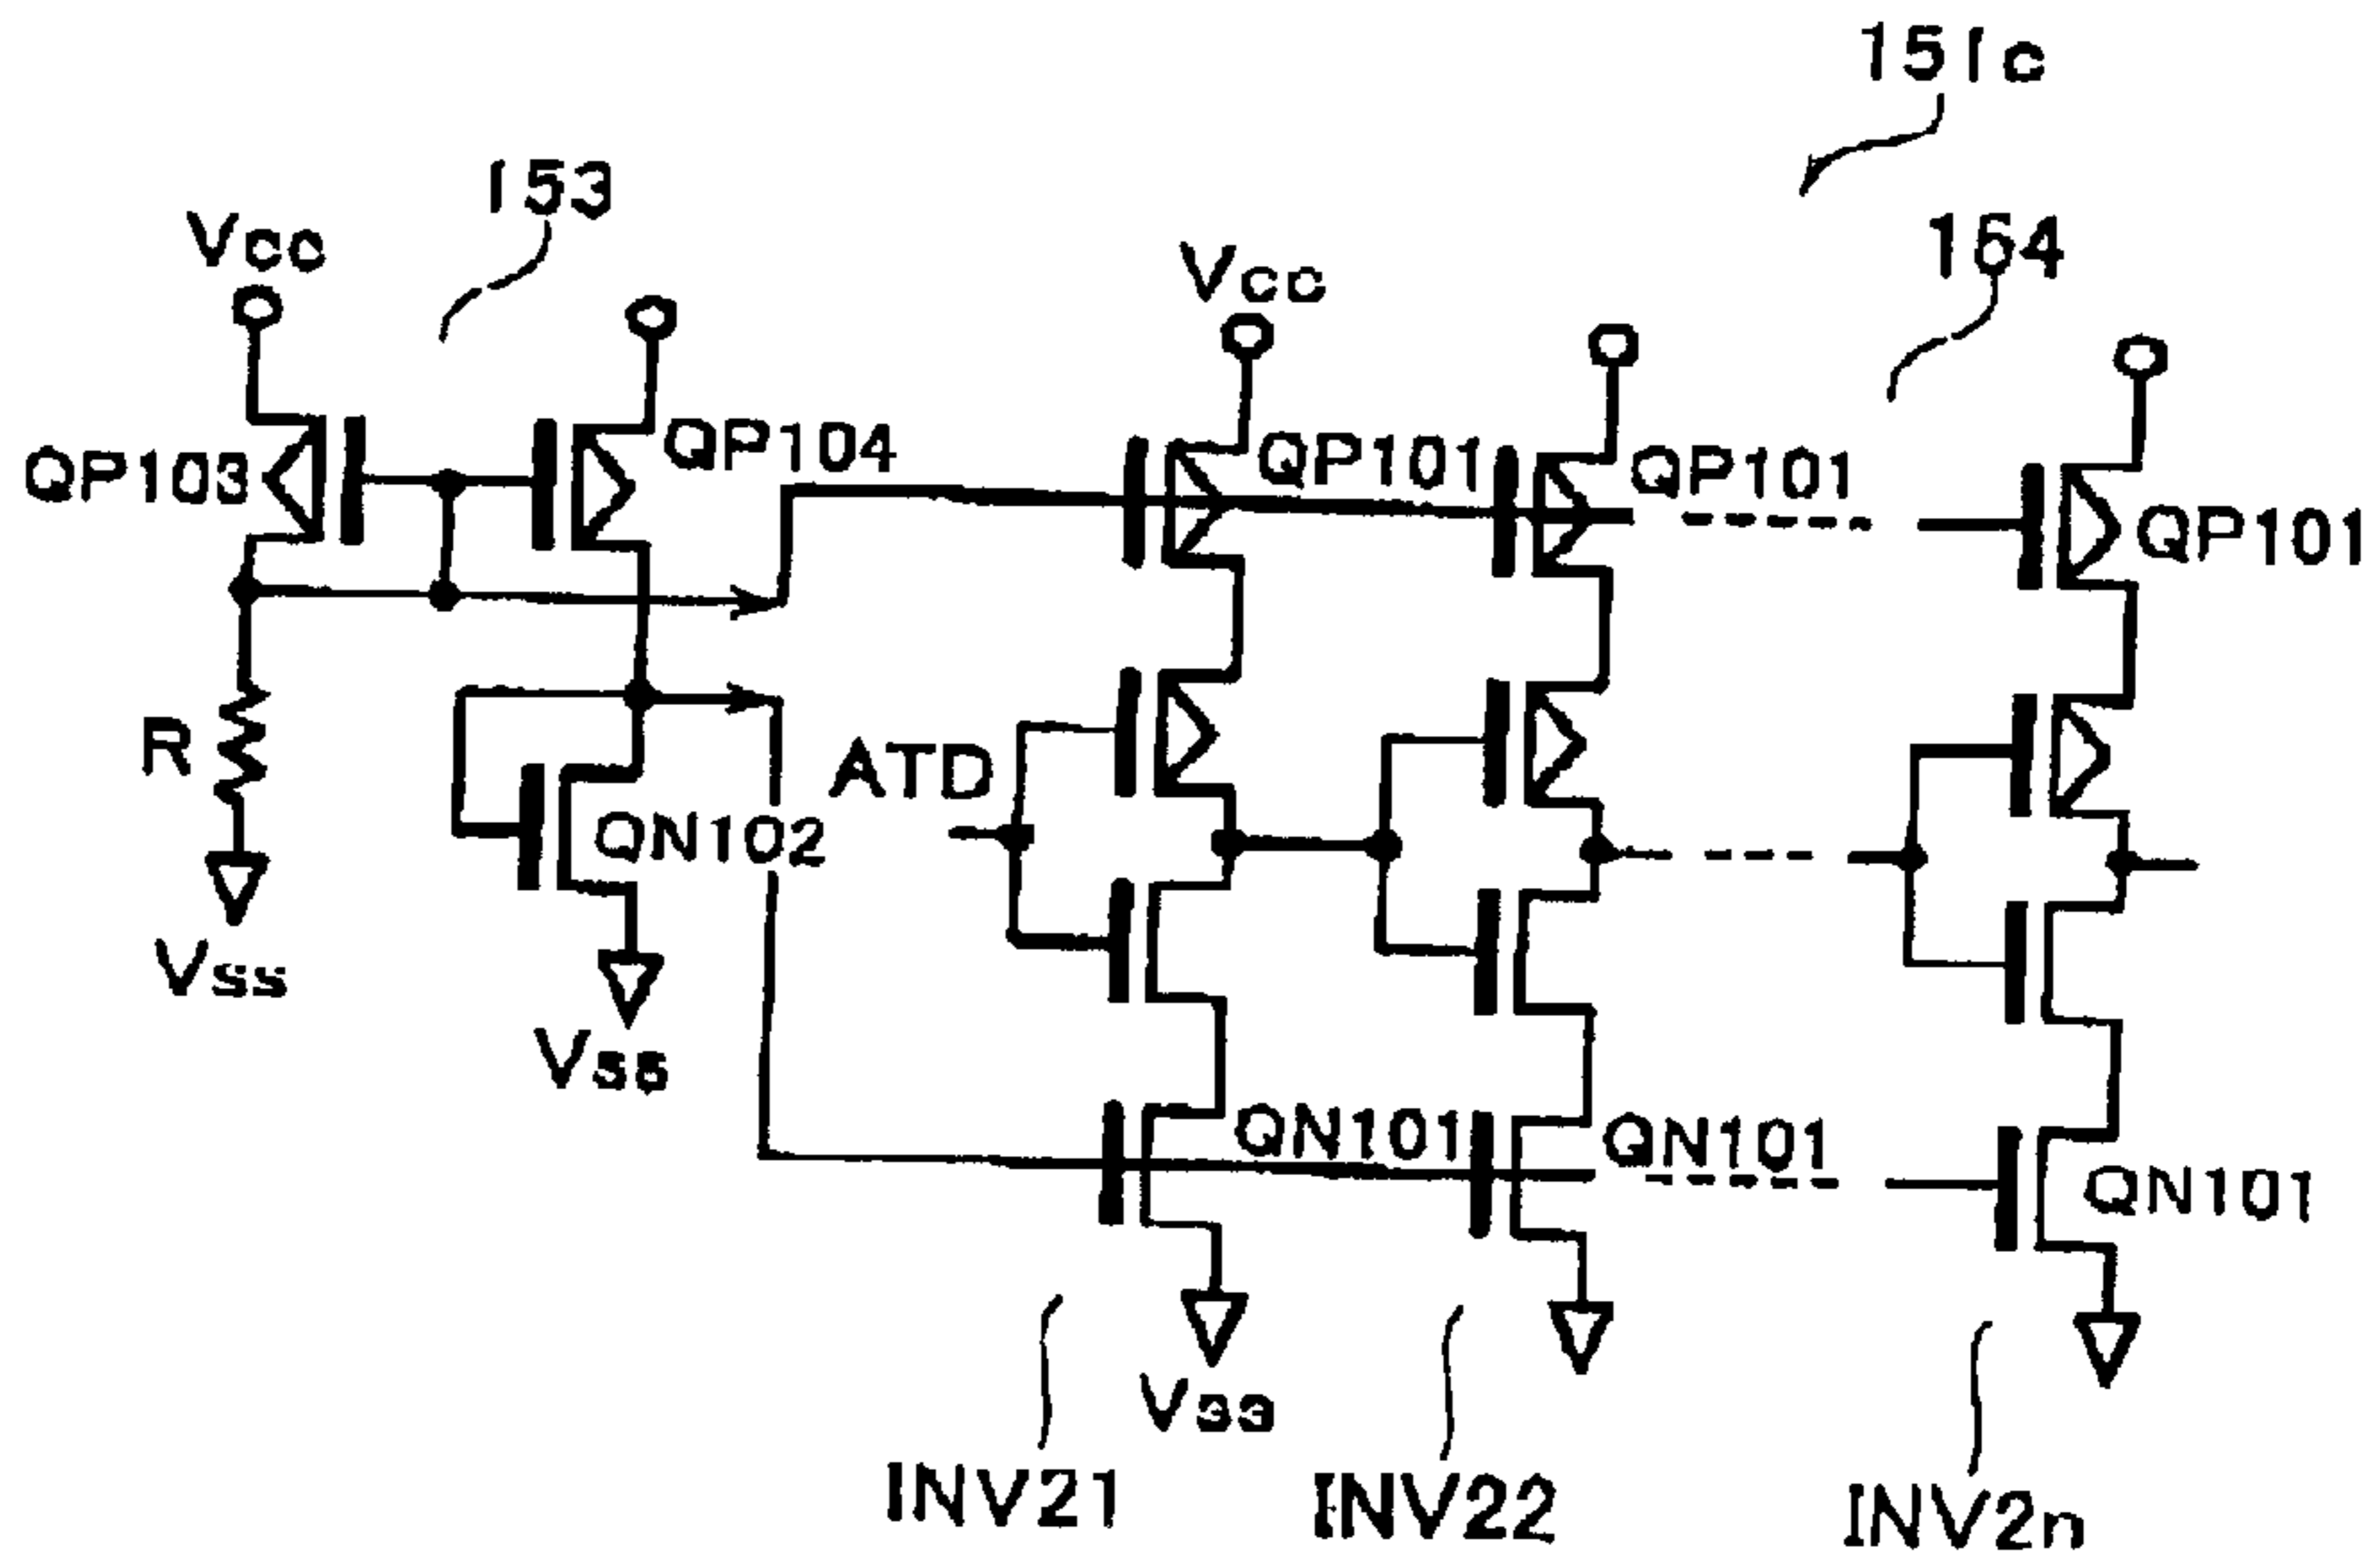 151c
153
164
Vcc
Vcc
QP103
QP104
QP101
QP101
QP101
R
ATD
QN102
Vss
Vss
QN101
QN101
QN101
Vss
INV21
INV22
INV2n